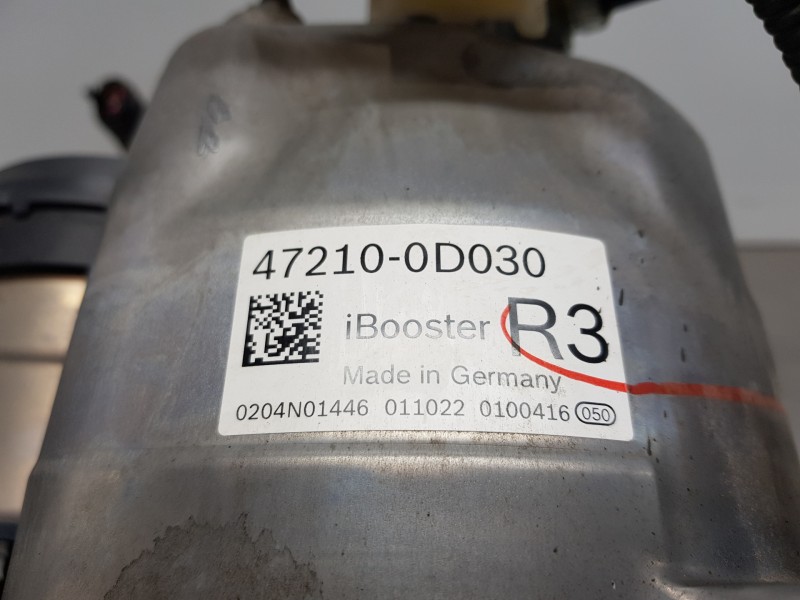 47210-0D030
iBooster R3
Made in Germany
0204N01446 011022 0100416 050